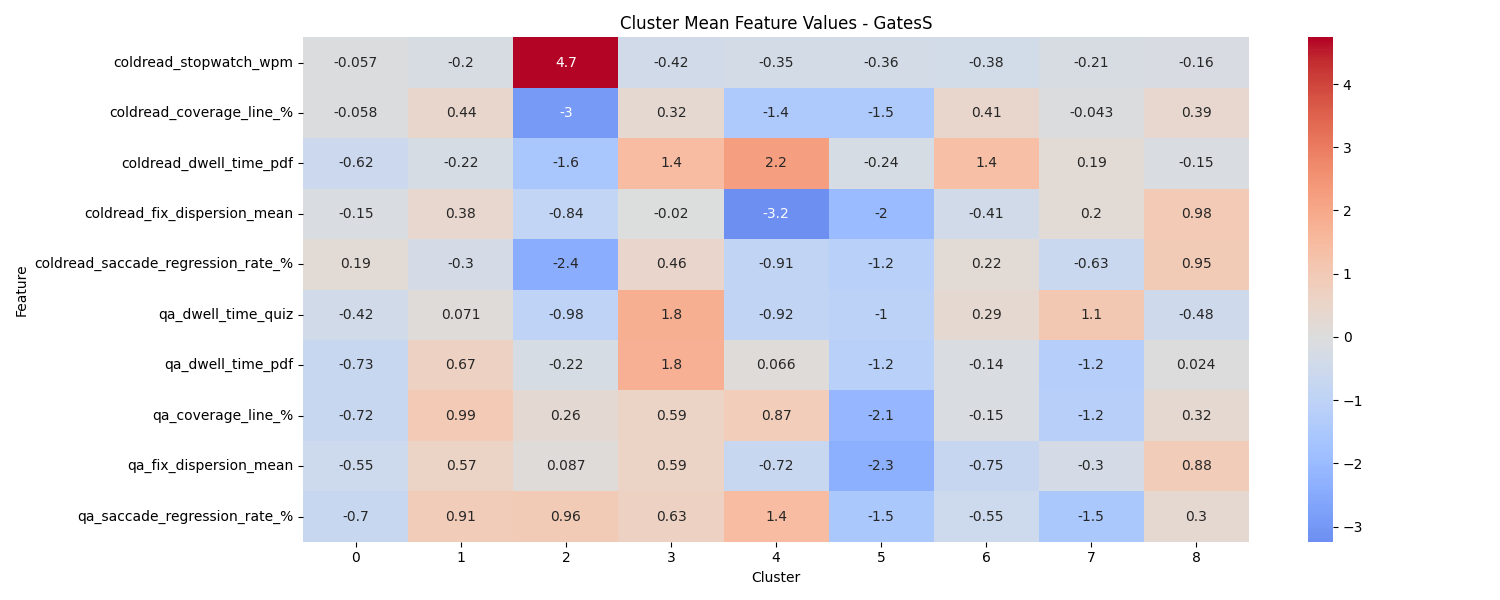 Cluster Mean Feature Values - GatesS
Feature
coldread_stopwatch_wpm -0.057 -0.2 4.7 -0.42 -0.35 -0.36 -0.38 -0.21 -0.16
coldread_coverage_line_% -0.058 0.44 -3 0.32 -1.4 -1.5 0.41 -0.043 0.39
coldread_dwell_time_pdf -0.62 -0.22 -1.6 1.4 2.2 -0.24 1.4 0.19 -0.15
coldread_fix_dispersion_mean -0.15 0.38 -0.84 -0.02 -3.2 -2 -0.41 0.2 0.98
coldread_saccade_regression_rate_% 0.19 -0.3 -2.4 0.46 -0.91 -1.2 0.22 -0.63 0.95
qa_dwell_time_quiz -0.42 0.071 -0.98 1.8 -0.92 -1 0.29 1.1 -0.48
qa_dwell_time_pdf -0.73 0.67 -0.22 1.8 0.066 -1.2 -0.14 -1.2 0.024
qa_coverage_line_% -0.72 0.99 0.26 0.59 0.87 -2.1 -0.15 -1.2 0.32
qa_fix_dispersion_mean -0.55 0.57 0.087 0.59 -0.72 -2.3 -0.75 -0.3 0.88
qa_saccade_regression_rate_% -0.7 0.91 0.96 0.63 1.4 -1.5 -0.55 -1.5 0.3
0 1 2 3 4 5 6 7 8
Cluster
4
3
2
1
0
−1
−2
−3